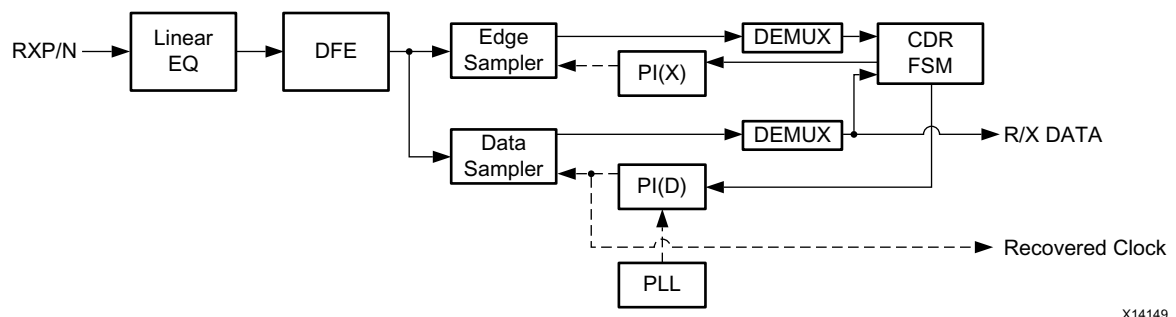 RXP/N
Linear
EQ
DFE
Edge
Sampler
DEMUX
CDR
FSM
PI(X)
Data
Sampler
DEMUX
R/X DATA
PI(D)
Recovered Clock
PLL
X14149